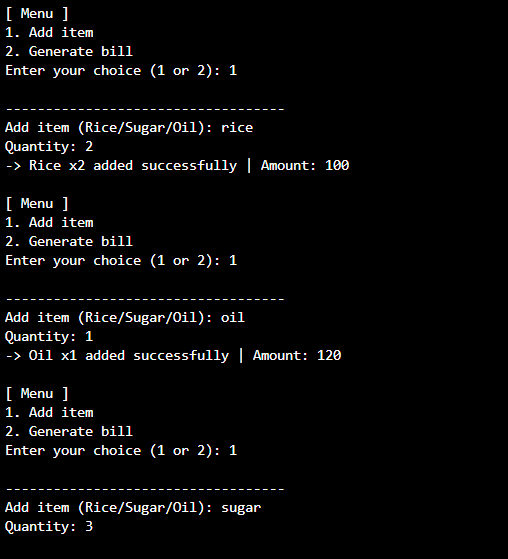 [ Menu ]
1. Add item
2. Generate bill
Enter your choice (1 or 2): 1
-----------------------------------
Add item (Rice/Sugar/Oil): rice
Quantity: 2
-> Rice x2 added successfully | Amount: 100
[ Menu ]
1. Add item
2. Generate bill
Enter your choice (1 or 2): 1
-----------------------------------
Add item (Rice/Sugar/Oil): oil
Quantity: 1
-> Oil x1 added successfully | Amount: 120
[ Menu ]
1. Add item
2. Generate bill
Enter your choice (1 or 2): 1
-----------------------------------
Add item (Rice/Sugar/Oil): sugar
Quantity: 3